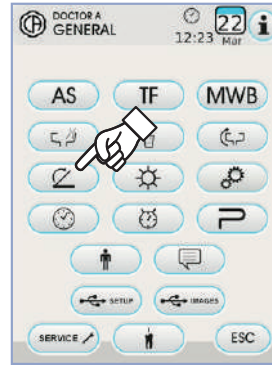 DOCTOR A
GENERAL
22
12:23 Mar
i
AS TF MWB
SETUP IMAGES
SERVICE ESC